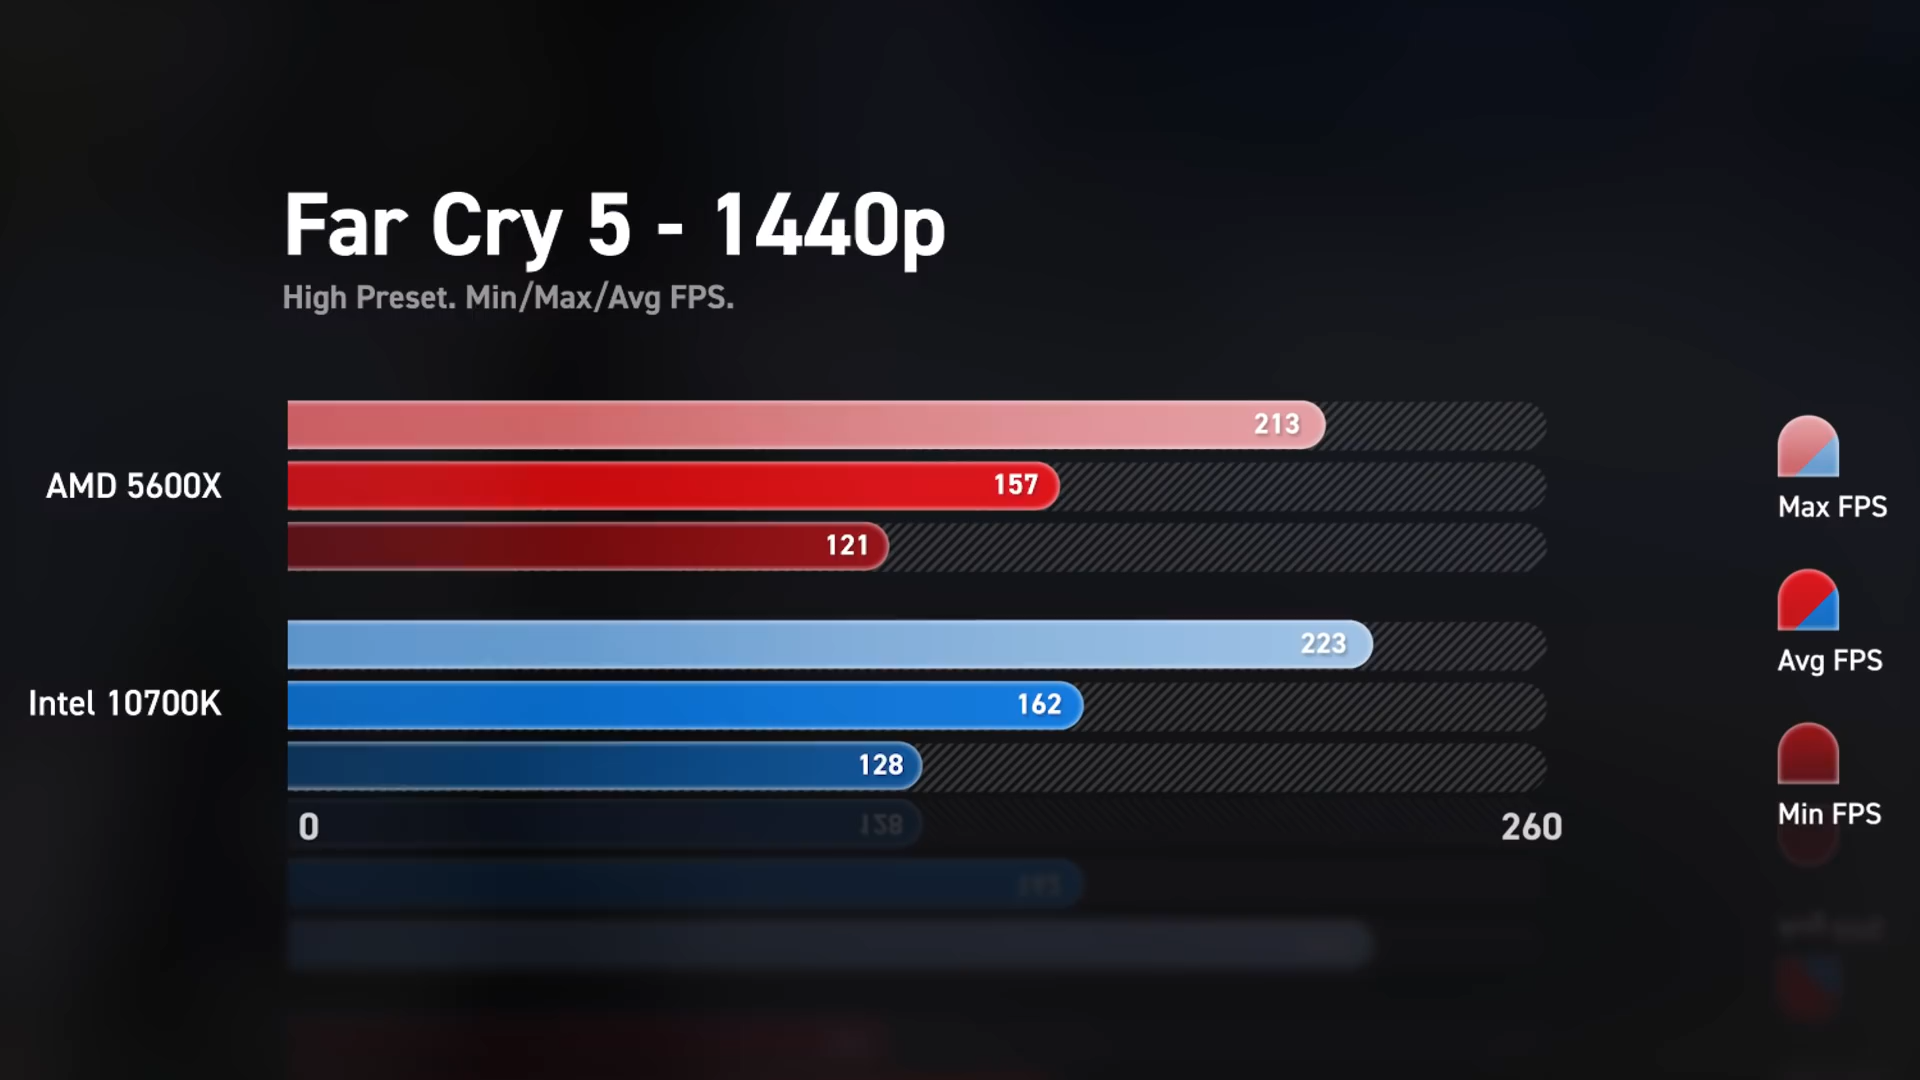 Far Cry 5 - 1440p
High Preset. Min/Max/Avg FPS.
AMD 5600X
213
157
121
Intel 10700K
223
162
128
0
260
Max FPS
Avg FPS
Min FPS